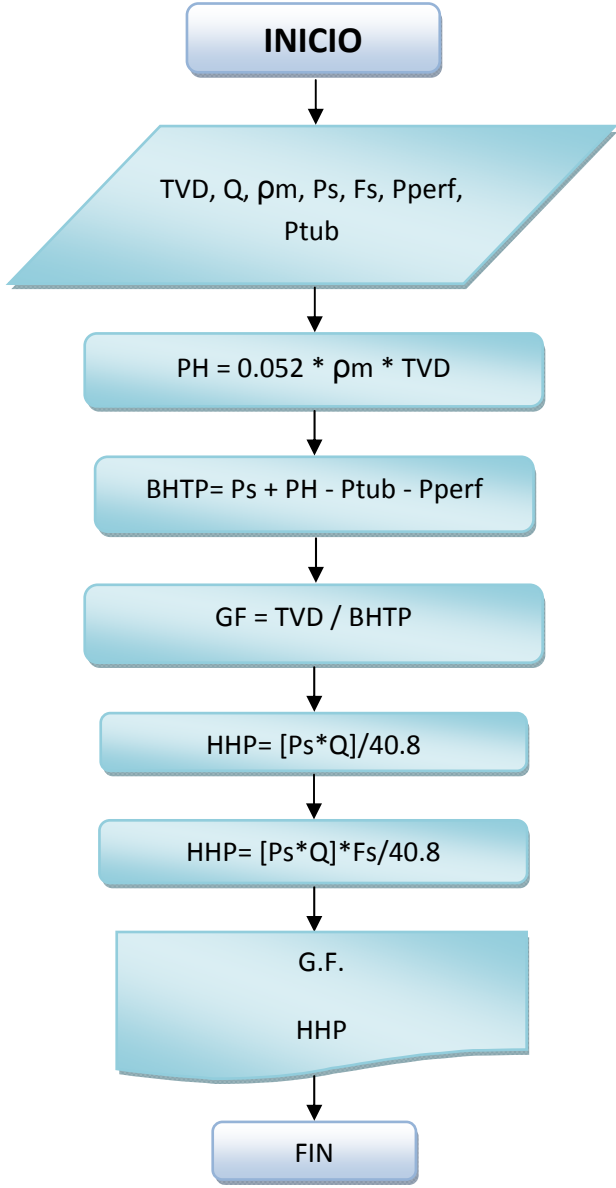 INICIO
TVD, Q, ρm, Ps, Fs, Pperf,
Ptub
PH = 0.052 * ρm * TVD
BHTP= Ps + PH - Ptub - Pperf
GF = TVD / BHTP
HHP= [Ps*Q]/40.8
HHP= [Ps*Q]*Fs/40.8
G.F.
HHP
FIN